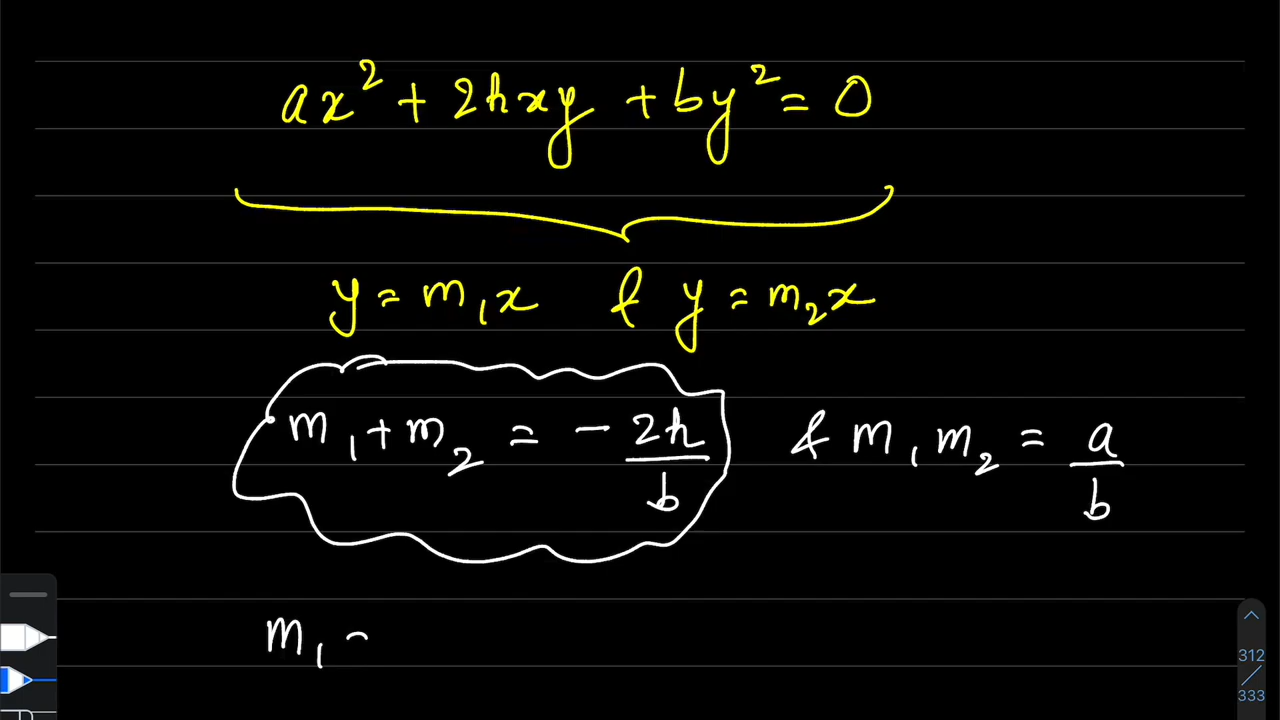 ax² + 2hxy + by² = 0
y = m₁x & y = m₂x
m₁ + m₂ = -2h/b & m₁m₂ = a/b
m₁ -
312/333